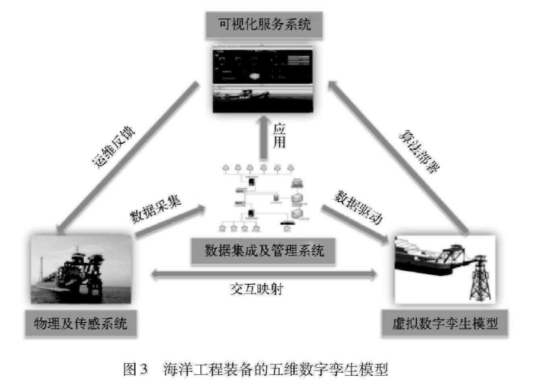 可视化服务系统
运维反馈
应用
算法部署
数据采集
数据驱动
数据集成及管理系统
交互映射
物理及传感系统
虚拟数字孪生模型
图3 海洋工程装备的五维数字孪生模型